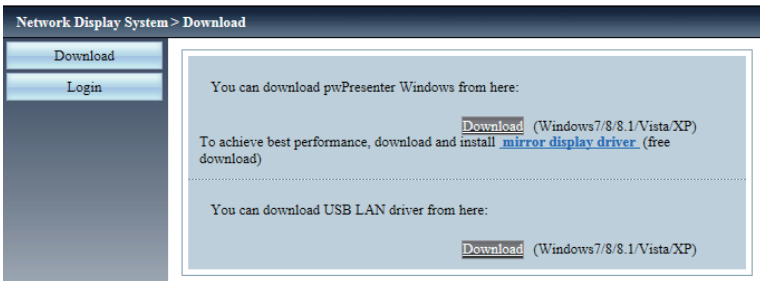 Network Display System > Download
Download
Login
You can download pwPresenter Windows from here:
Download (Windows7/8/8.1/Vista/XP)
To achieve best performance, download and install mirror display driver (free
download)
You can download USB LAN driver from here:
Download (Windows7/8/8.1/Vista/XP)